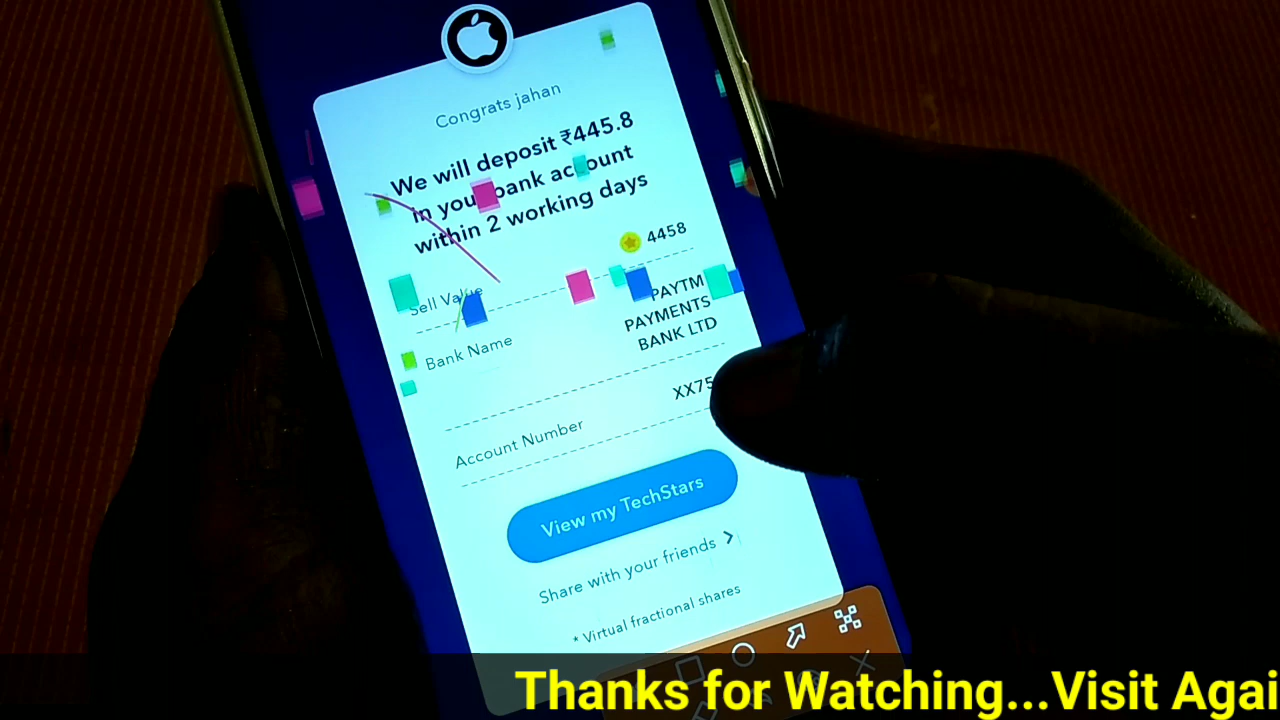 Congrats jahan
We will deposit ₹445.8
in your bank account
within 2 working days
Sell Value
4458
Bank Name
PAYTM
PAYMENTS
BANK LTD
Account Number
XX75
View my TechStars
Share with your friends >
* Virtual fractional shares
Thanks for Watching...Visit Agai